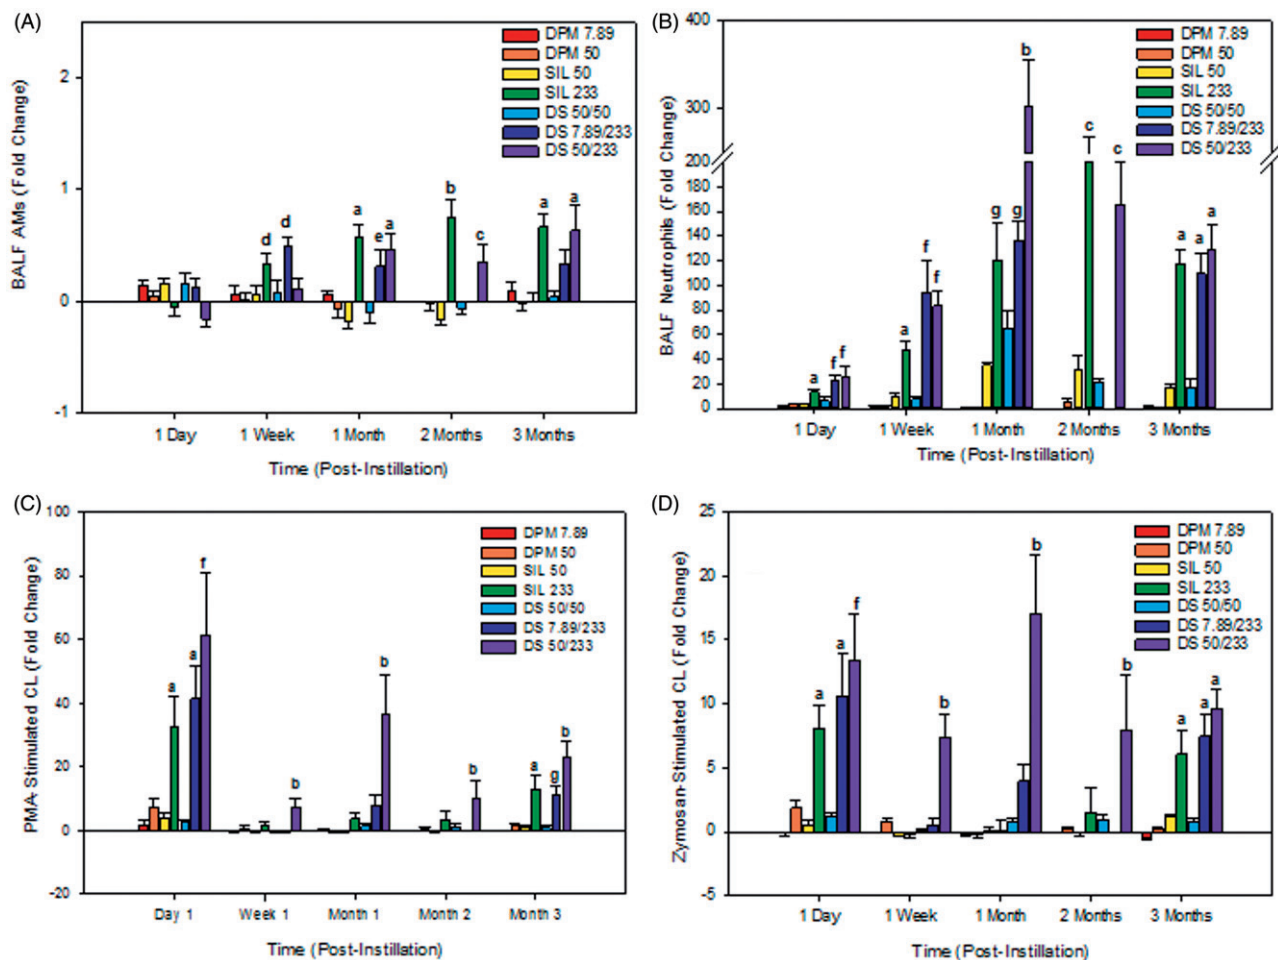 (A)
BALF AMs (Fold Change)
2
1
0
-1
DPM 7.89
DPM 50
SIL 50
SIL 233
DS 50/50
DS 7.89/233
DS 50/233
d d a e a b c a a
1 Day 1 Week 1 Month 2 Months 3 Months
Time (Post-Instillation)
(B)
BALF Neutrophils (Fold Change)
400
300
200
180
160
140
120
100
80
60
40
20
0
DPM 7.89
DPM 50
SIL 50
SIL 233
DS 50/50
DS 7.89/233
DS 50/233
a f f a f f g g b c c a a
1 Day 1 Week 1 Month 2 Months 3 Months
Time (Post-Instillation)
(C)
PMA-Stimulated CL (Fold Change)
100
80
60
40
20
0
-20
DPM 7.89
DPM 50
SIL 50
SIL 233
DS 50/50
DS 7.89/233
DS 50/233
a a f b b b a g b
Day 1 Week 1 Month 1 Month 2 Month 3
Time (Post-Instillation)
(D)
Zymosan-Stimulated CL (Fold Change)
25
20
15
10
5
0
-5
DPM 7.89
DPM 50
SIL 50
SIL 233
DS 50/50
DS 7.89/233
DS 50/233
a a f b b b a a a
1 Day 1 Week 1 Month 2 Months 3 Months
Time (Post-Instillation)